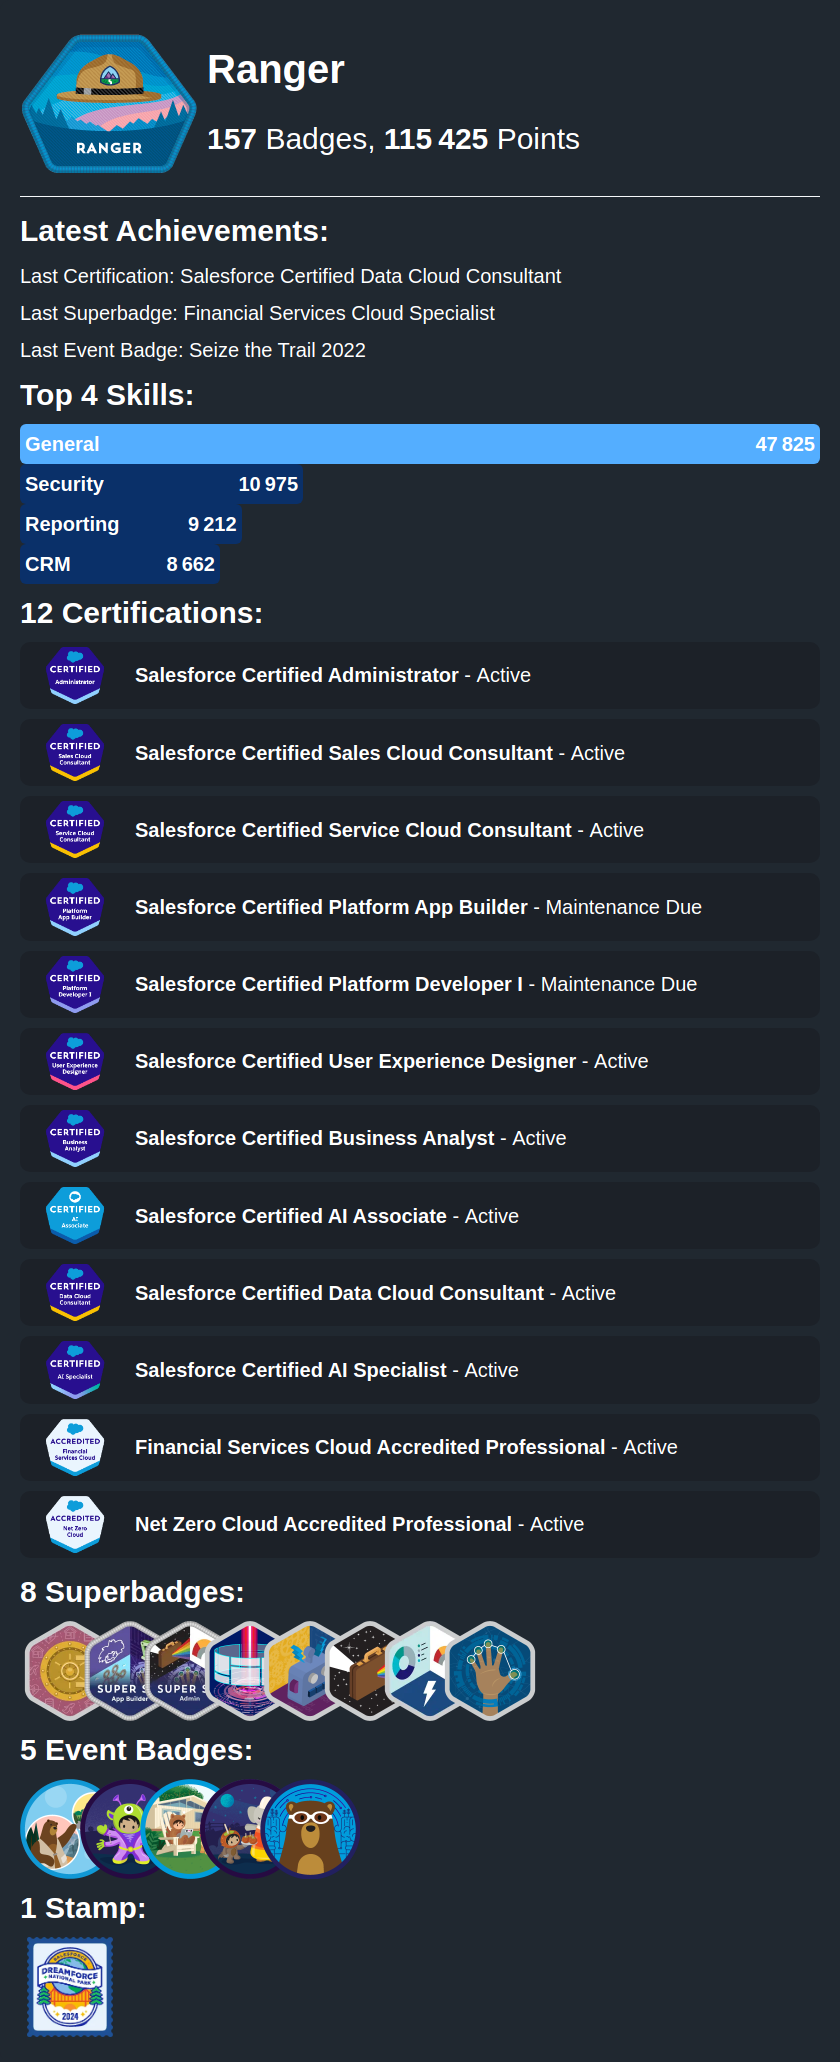 RANGER
Ranger
157 Badges, 115 425 Points
Latest Achievements:
Last Certification: Salesforce Certified Data Cloud Consultant
Last Superbadge: Financial Services Cloud Specialist
Last Event Badge: Seize the Trail 2022
Top 4 Skills:
General 47 825
Security 10 975
Reporting 9 212
CRM 8 662
12 Certifications:
CERTIFIED
Administrator
Salesforce Certified Administrator - Active
CERTIFIED
Sales Cloud
Consultant
Salesforce Certified Sales Cloud Consultant - Active
CERTIFIED
Service Cloud
Consultant
Salesforce Certified Service Cloud Consultant - Active
CERTIFIED
Platform
App Builder
Salesforce Certified Platform App Builder - Maintenance Due
CERTIFIED
Platform
Developer I
Salesforce Certified Platform Developer I - Maintenance Due
CERTIFIED
User Experience
Designer
Salesforce Certified User Experience Designer - Active
CERTIFIED
Business
Analyst
Salesforce Certified Business Analyst - Active
CERTIFIED
AI
Associate
Salesforce Certified AI Associate - Active
CERTIFIED
Data Cloud
Consultant
Salesforce Certified Data Cloud Consultant - Active
CERTIFIED
AI Specialist
Salesforce Certified AI Specialist - Active
ACCREDITED
Financial
Services Cloud
Financial Services Cloud Accredited Professional - Active
ACCREDITED
Net Zero
Cloud
Net Zero Cloud Accredited Professional - Active
8 Superbadges:
SUPER S
App Builder
SUPER S
Admin
5 Event Badges:
1 Stamp:
SALESFORCE
DREAMFORCE
NATIONAL PARK
2024